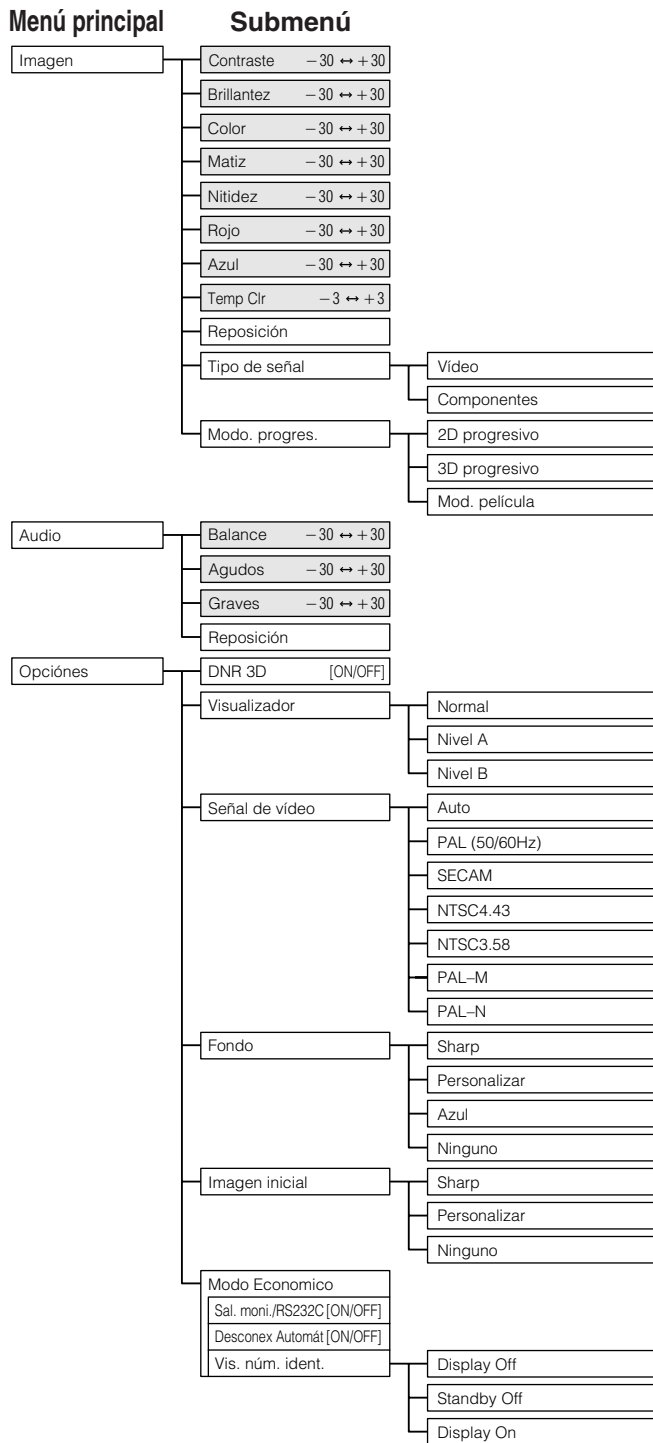 Menú principal Submenú
Imagen Contraste −30 ↔ +30
Brillantez −30 ↔ +30
Color −30 ↔ +30
Matiz −30 ↔ +30
Nitidez −30 ↔ +30
Rojo −30 ↔ +30
Azul −30 ↔ +30
Temp Clr −3 ↔ +3
Reposición
Tipo de señal Vídeo
Componentes
Modo. progres. 2D progresivo
3D progresivo
Mod. película
Audio Balance −30 ↔ +30
Agudos −30 ↔ +30
Graves −30 ↔ +30
Reposición
Opciónes DNR 3D [ON/OFF]
Visualizador Normal
Nivel A
Nivel B
Señal de vídeo Auto
PAL (50/60Hz)
SECAM
NTSC4.43
NTSC3.58
PAL–M
PAL–N
Fondo Sharp
Personalizar
Azul
Ninguno
Imagen inicial Sharp
Personalizar
Ninguno
Modo Economico
Sal. moni./RS232C [ON/OFF]
Desconex Automát [ON/OFF]
Vis. núm. ident. Display Off
Standby Off
Display On